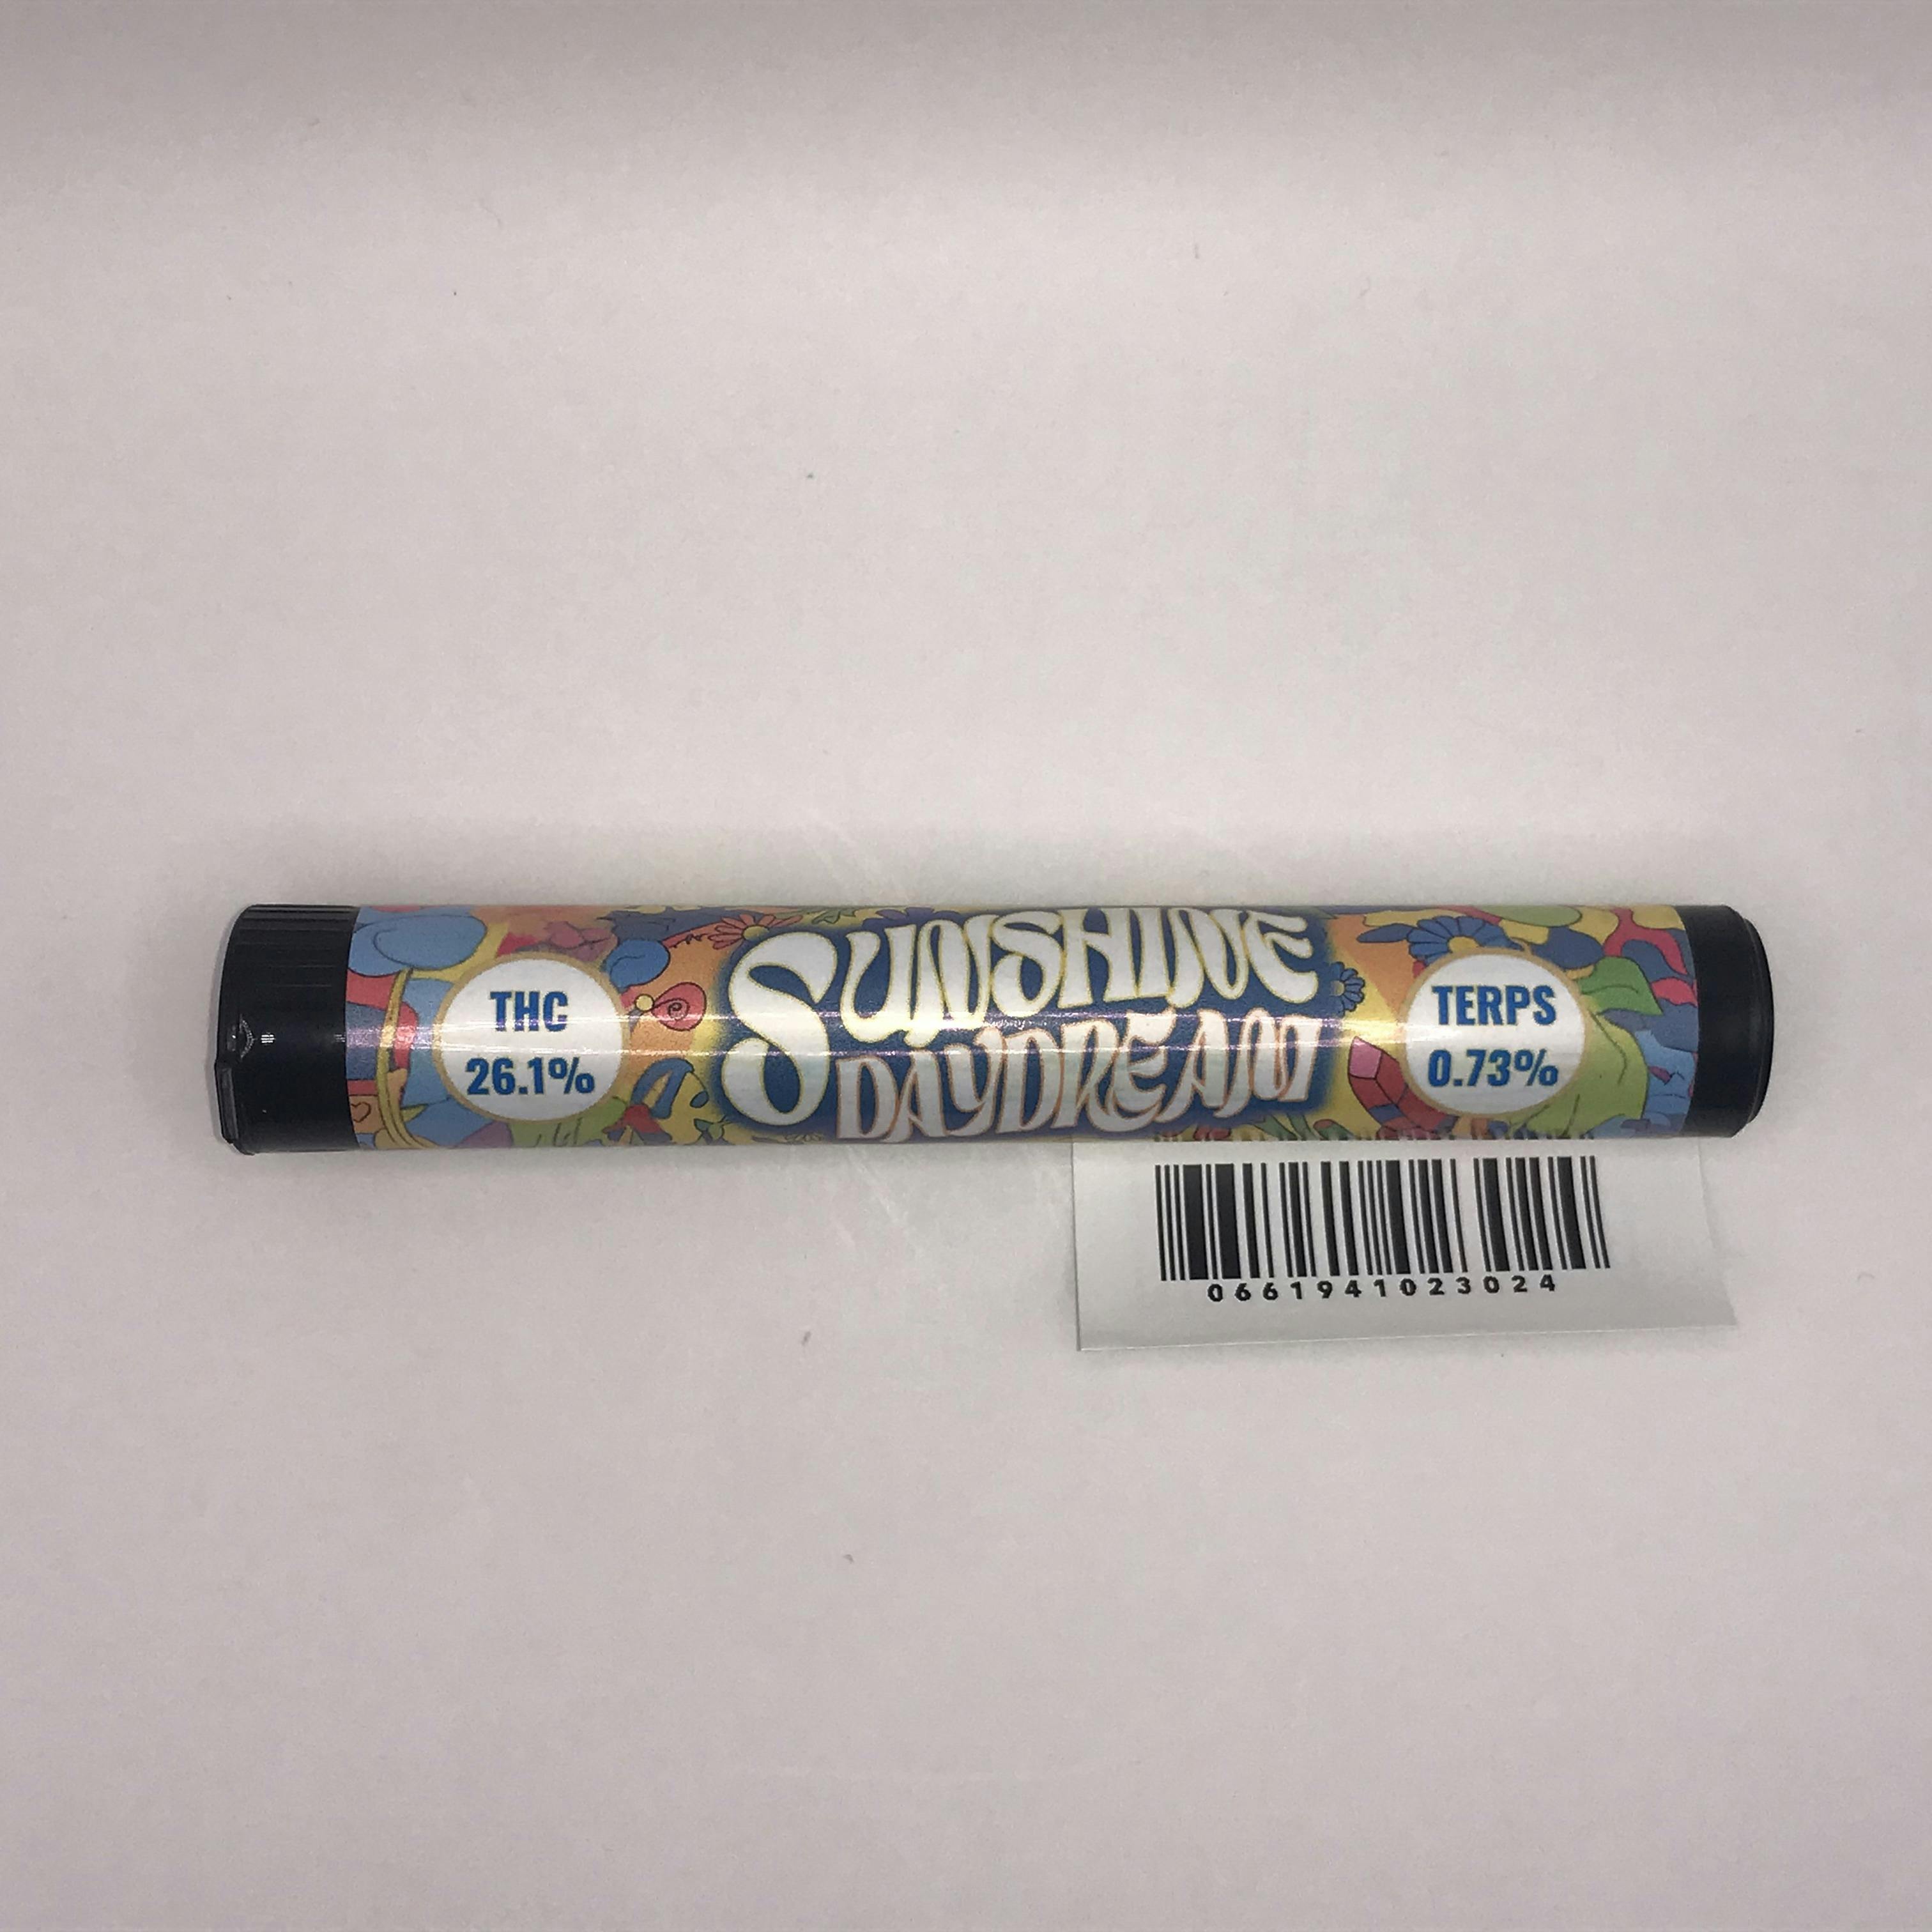 THC
26.1%
SUNSHINE
DAYDREAM
TERPS
0.73%
0661941023024